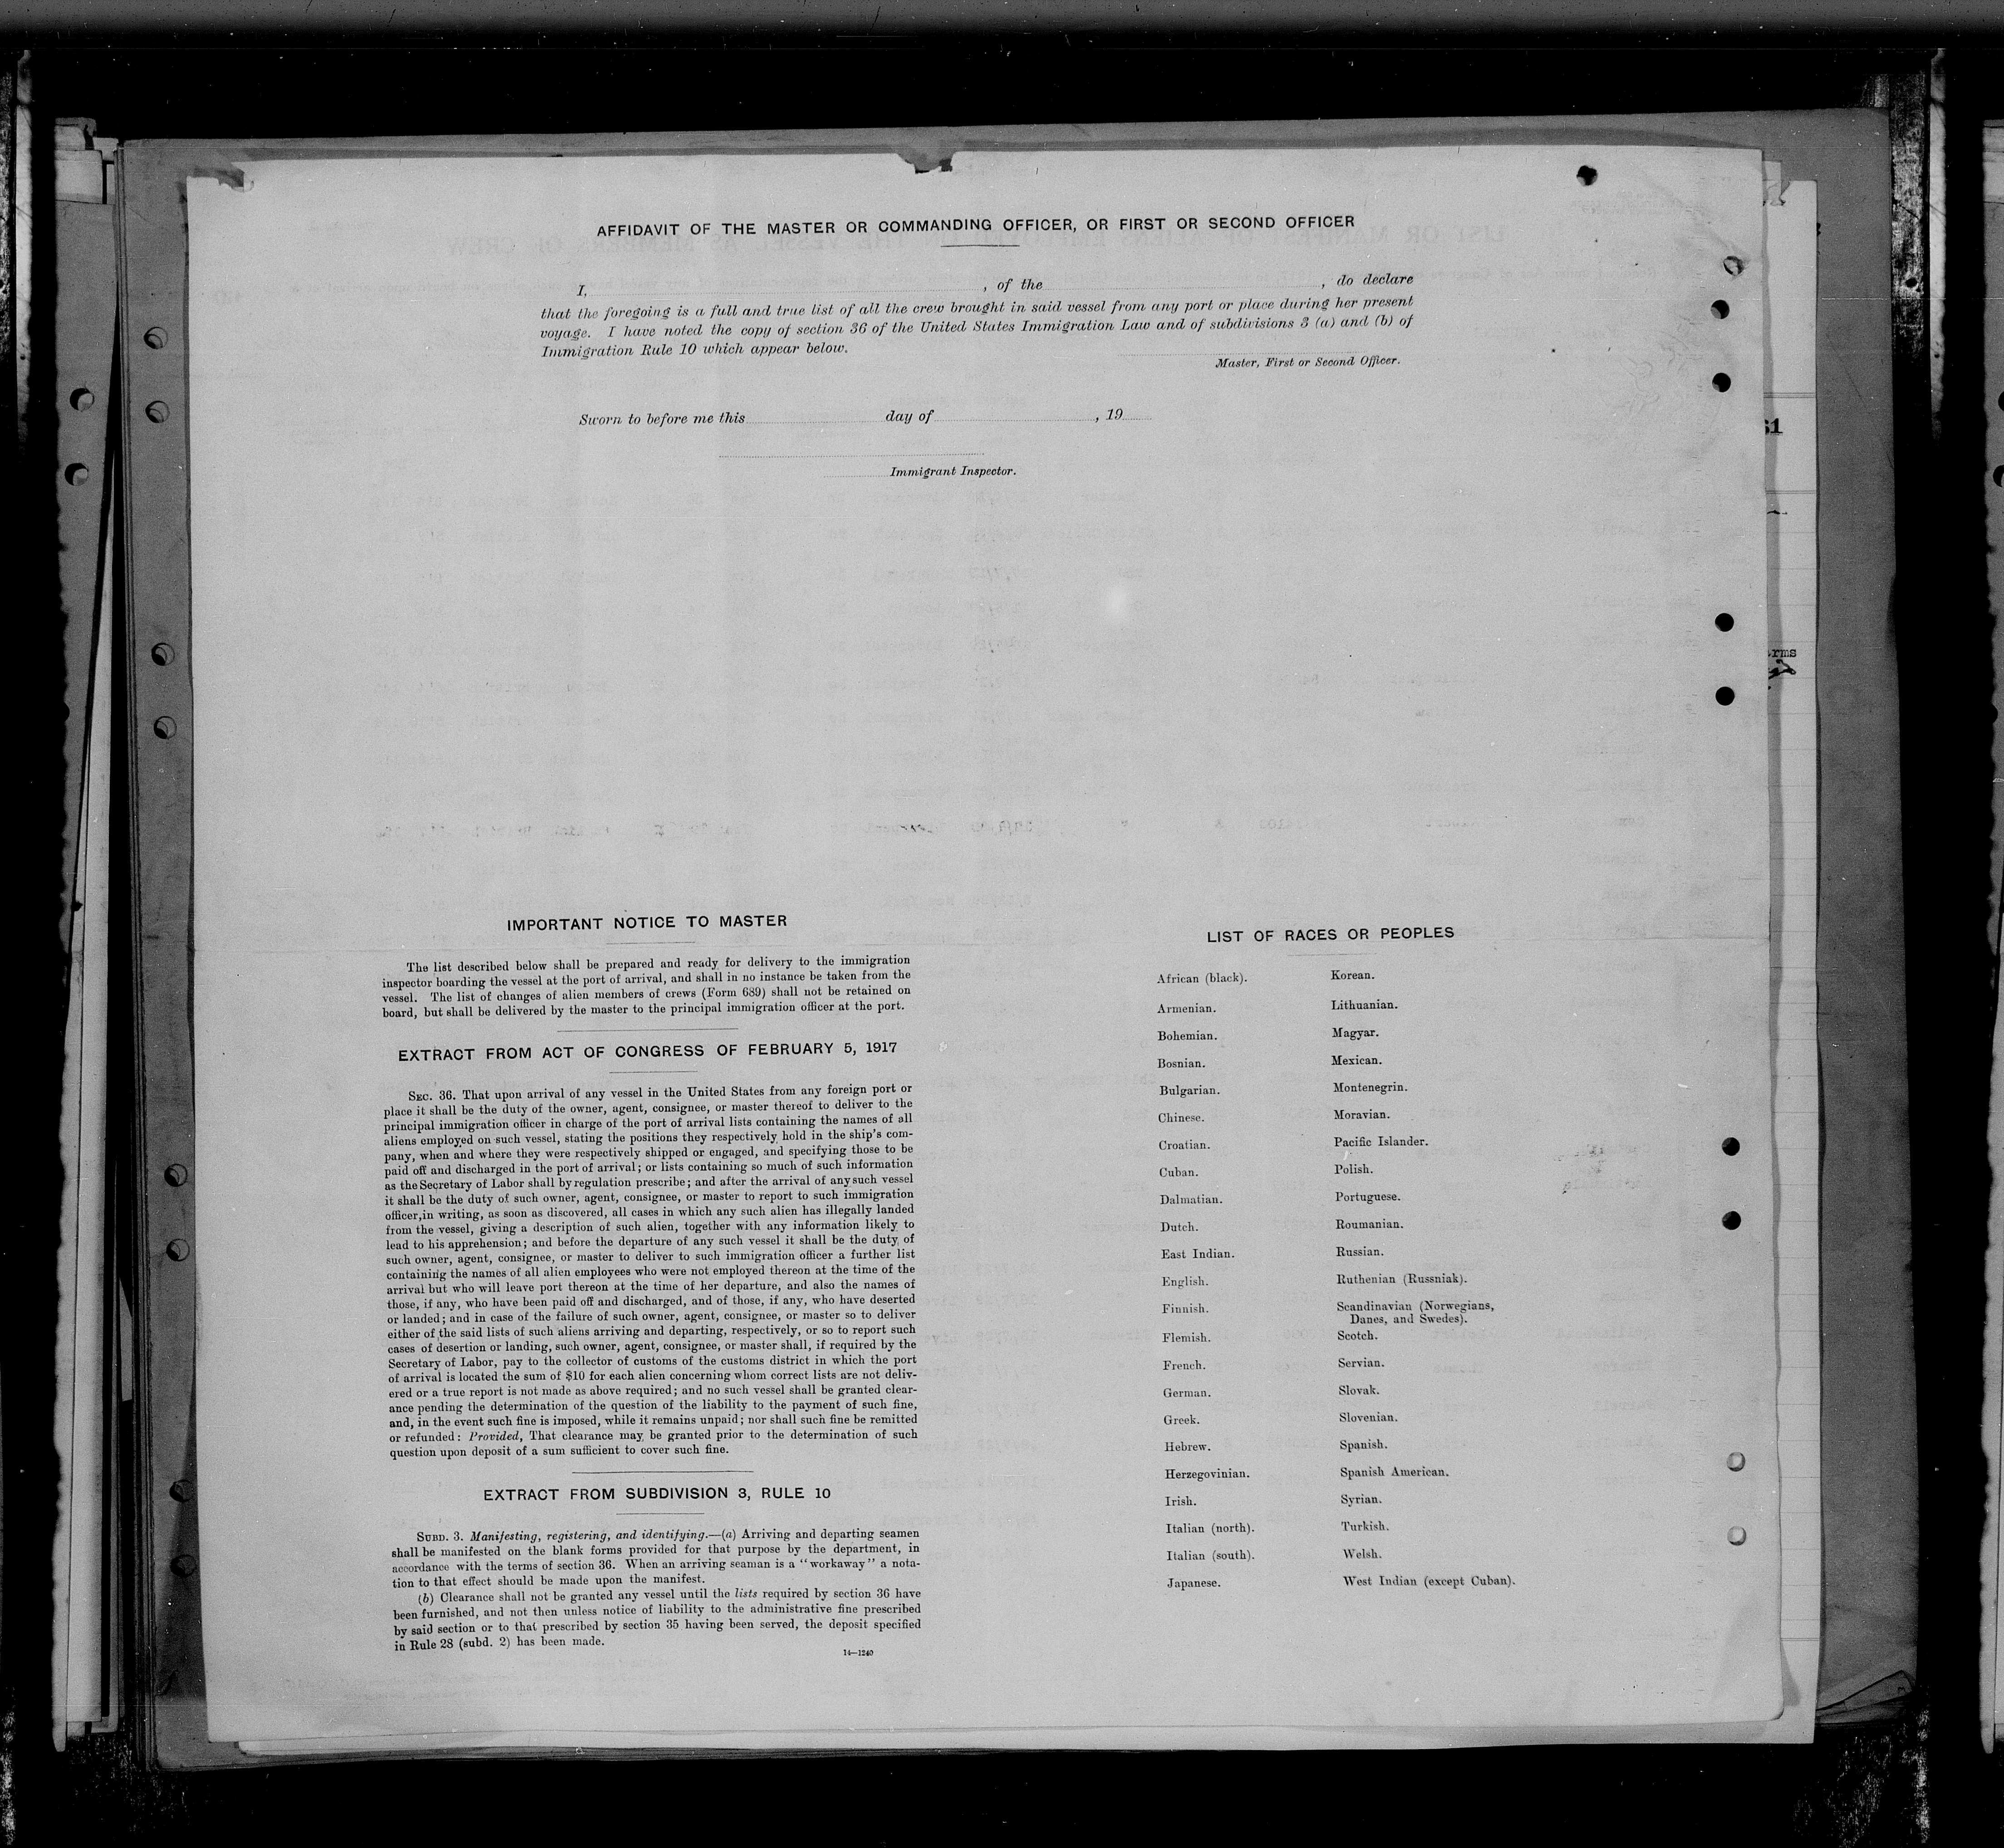 AFFIDAVIT OF THE MASTER OR COMMANDING OFFICER, OR FIRST OR SECOND OFFICER
I, , of the , do declare
that the foregoing is a full and true list of all the crew brought in said vessel from any port or place during her present
voyage. I have noted the copy of section 36 of the United States Immigration Law and of subdivisions 3 (a) and (b) of
Immigration Rule 10 which appear below.
Master, First or Second Officer.
Sworn to before me this day of , 19
Immigrant Inspector.
61
rms
IMPORTANT NOTICE TO MASTER
The list described below shall be prepared and ready for delivery to the immigration
inspector boarding the vessel at the port of arrival, and shall in no instance be taken from the
vessel. The list of changes of alien members of crews (Form 689) shall not be retained on
board, but shall be delivered by the master to the principal immigration officer at the port.
EXTRACT FROM ACT OF CONGRESS OF FEBRUARY 5, 1917
SEC. 36. That upon arrival of any vessel in the United States from any foreign port or
place it shall be the duty of the owner, agent, consignee, or master thereof to deliver to the
principal immigration officer in charge of the port of arrival lists containing the names of all
aliens employed on such vessel, stating the positions they respectively hold in the ship's com-
pany, when and where they were respectively shipped or engaged, and specifying those to be
paid off and discharged in the port of arrival; or lists containing so much of such information
as the Secretary of Labor shall by regulation prescribe; and after the arrival of any such vessel
it shall be the duty of such owner, agent, consignee, or master to report to such immigration
officer, in writing, as soon as discovered, all cases in which any such alien has illegally landed
from the vessel, giving a description of such alien, together with any information likely to
lead to his apprehension; and before the departure of any such vessel it shall be the duty of
such owner, agent, consignee, or master to deliver to such immigration officer a further list
containing the names of all alien employees who were not employed thereon at the time of the
arrival but who will leave port thereon at the time of her departure, and also the names of
those, if any, who have been paid off and discharged, and of those, if any, who have deserted
or landed; and in case of the failure of such owner, agent, consignee, or master so to deliver
either of the said lists of such aliens arriving and departing, respectively, or so to report such
cases of desertion or landing, such owner, agent, consignee, or master shall, if required by the
Secretary of Labor, pay to the collector of customs of the customs district in which the port
of arrival is located the sum of $10 for each alien concerning whom correct lists are not deliv-
ered or a true report is not made as above required; and no such vessel shall be granted clear-
ance pending the determination of the question of the liability to the payment of such fine,
and, in the event such fine is imposed, while it remains unpaid; nor shall such fine be remitted
or refunded: Provided, That clearance may be granted prior to the determination of such
question upon deposit of a sum sufficient to cover such fine.
EXTRACT FROM SUBDIVISION 3, RULE 10
SUBD. 3. Manifesting, registering, and identifying.—(a) Arriving and departing seamen
shall be manifested on the blank forms provided for that purpose by the department, in
accordance with the terms of section 36. When an arriving seaman is a "workaway" a nota-
tion to that effect should be made upon the manifest.
(b) Clearance shall not be granted any vessel until the lists required by section 36 have
been furnished, and not then unless notice of liability to the administrative fine prescribed
by said section or to that prescribed by section 35 having been served, the deposit specified
in Rule 28 (subd. 2) has been made.
14—1240
LIST OF RACES OR PEOPLES
African (black).
Armenian.
Bohemian.
Bosnian.
Bulgarian.
Chinese.
Croatian.
Cuban.
Dalmatian.
Dutch.
East Indian.
English.
Finnish.
Flemish.
French.
German.
Greek.
Hebrew.
Herzegovinian.
Irish.
Italian (north).
Italian (south).
Japanese.
Korean.
Lithuanian.
Magyar.
Mexican.
Montenegrin.
Moravian.
Pacific Islander.
Polish.
Portuguese.
Roumanian.
Russian.
Ruthenian (Russniak).
Scandinavian (Norwegians,
Danes, and Swedes).
Scotch.
Servian.
Slovak.
Slovenian.
Spanish.
Spanish American.
Syrian.
Turkish.
Welsh.
West Indian (except Cuban).